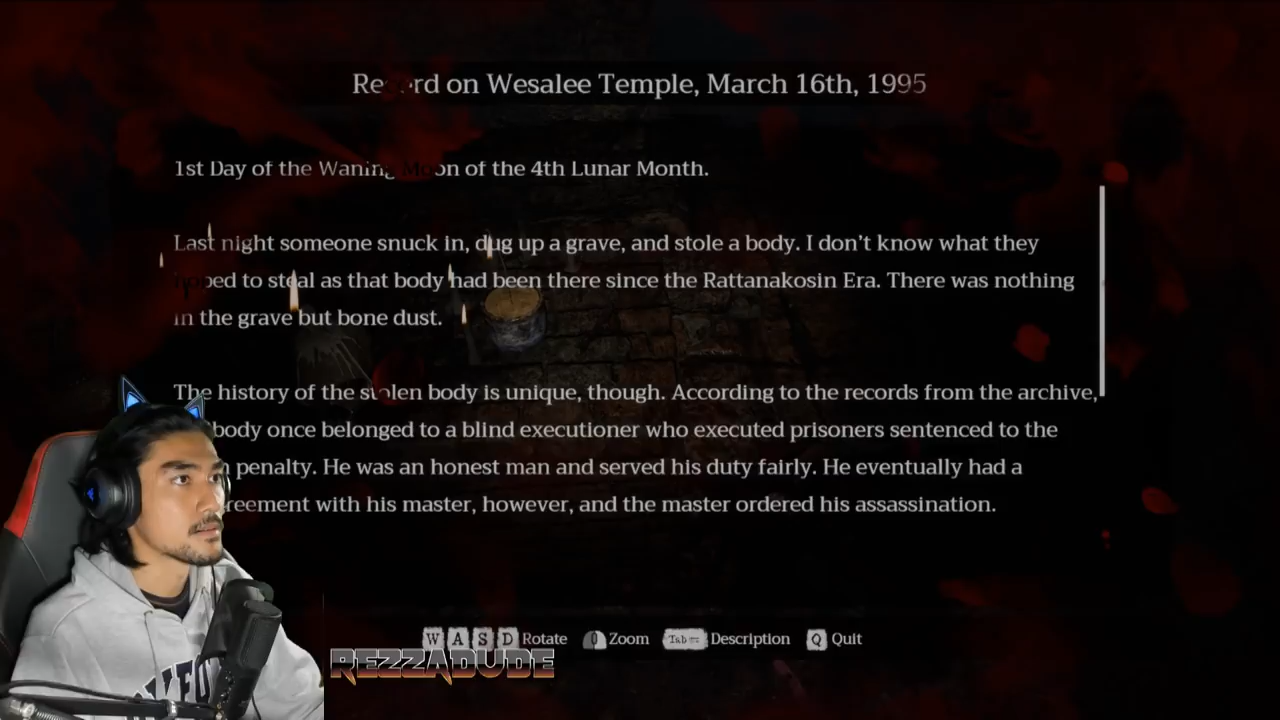 Record on Wesalee Temple, March 16th, 1995
1st Day of the Waning Moon of the 4th Lunar Month.
Last night someone snuck in, dug up a grave, and stole a body. I don't know what they
hoped to steal as that body had been there since the Rattanakosin Era. There was nothing
in the grave but bone dust.
The history of the stolen body is unique, though. According to the records from the archive,
body once belonged to a blind executioner who executed prisoners sentenced to the
penalty. He was an honest man and served his duty fairly. He eventually had a
with his master, however, and the master ordered his assassination.
W A S D Rotate Zoom Tab Description Q Quit
REZZADUDE